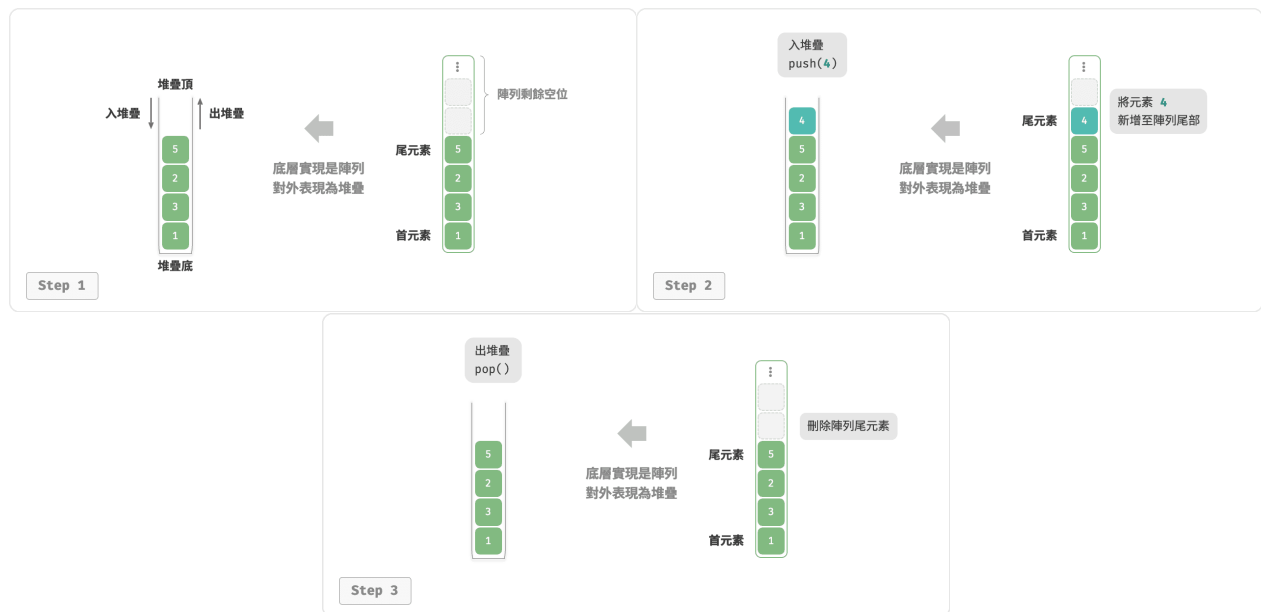 堆疊頂
入堆疊
出堆疊
5
2
3
1
堆疊底
底層實現是陣列
對外表現為堆疊
⋮
陣列剩餘空位
尾元素
5
2
3
首元素
1
Step 1
入堆疊
push(4)
4
5
2
3
1
底層實現是陣列
對外表現為堆疊
⋮
尾元素
4
5
2
3
首元素
1
將元素 4
新增至陣列尾部
Step 2
出堆疊
pop()
5
2
3
1
底層實現是陣列
對外表現為堆疊
⋮
刪除陣列尾元素
尾元素
5
2
3
首元素
1
Step 3